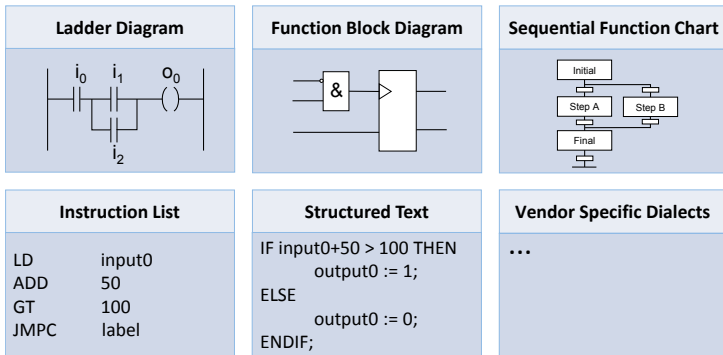 Ladder Diagram
i0 i1 o0
i2
Function Block Diagram
&
Sequential Function Chart
Initial
Step A Step B
Final
Instruction List
LD input0
ADD 50
GT 100
JMPC label
Structured Text
IF input0+50 > 100 THEN
output0 := 1;
ELSE
output0 := 0;
ENDIF;
Vendor Specific Dialects
...